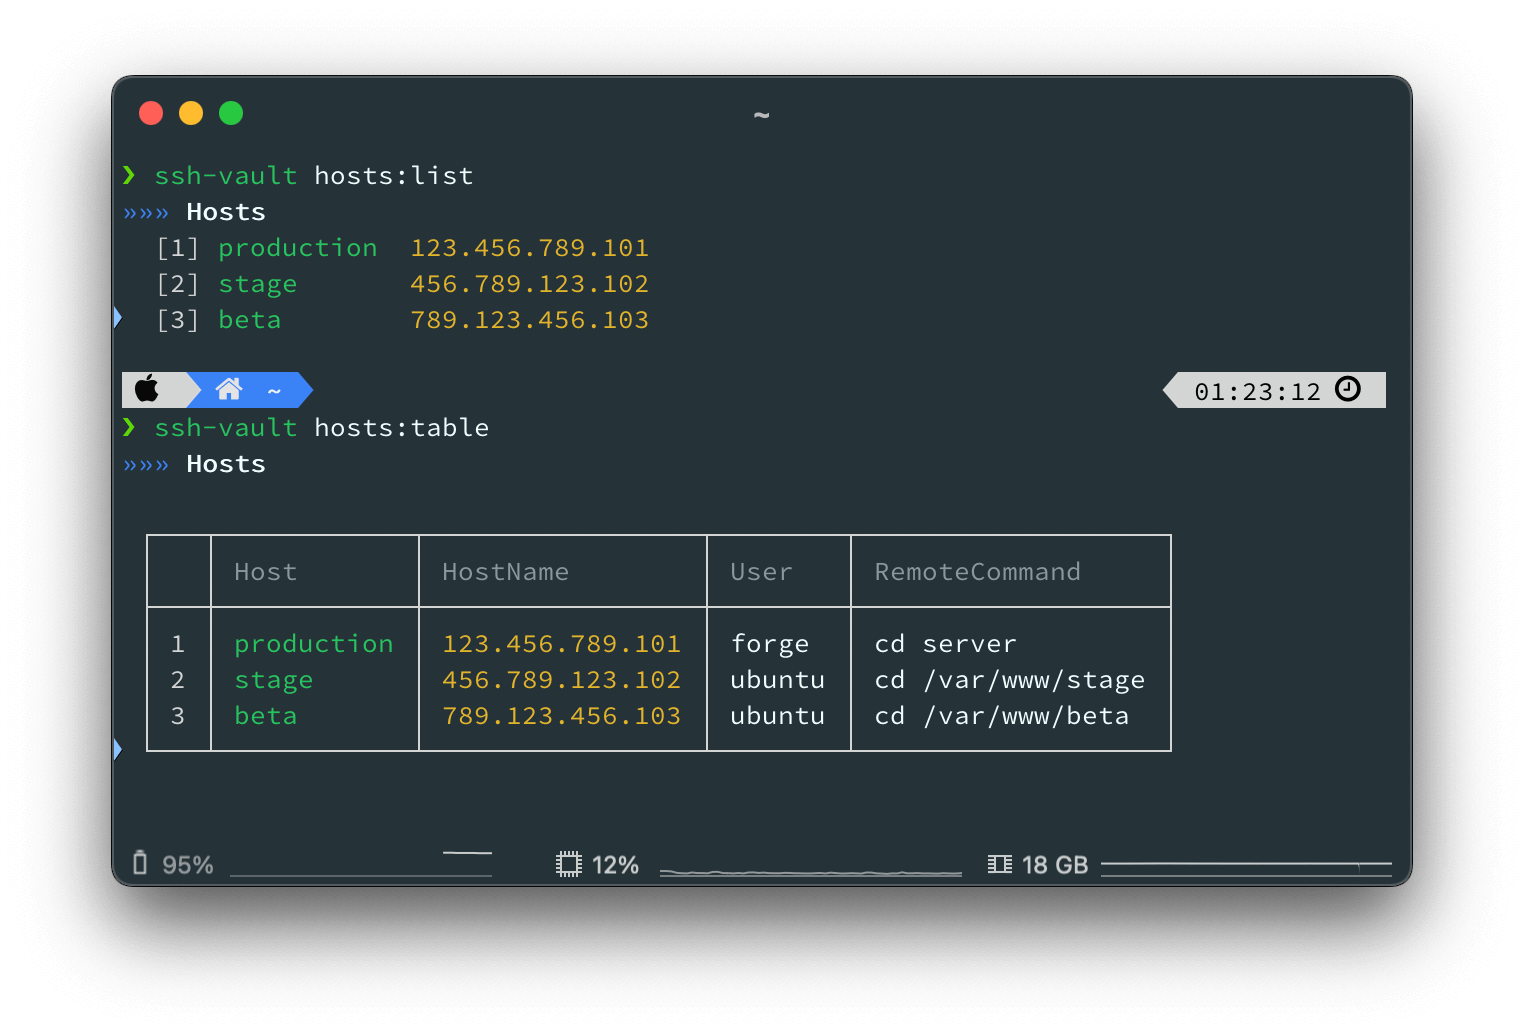 ~
❯ ssh-vault hosts:list
»»» Hosts
[1] production 123.456.789.101
[2] stage 456.789.123.102
[3] beta 789.123.456.103
~ 01:23:12
❯ ssh-vault hosts:table
»»» Hosts
Host HostName User RemoteCommand
1 production 123.456.789.101 forge cd server
2 stage 456.789.123.102 ubuntu cd /var/www/stage
3 beta 789.123.456.103 ubuntu cd /var/www/beta
95% 12% 18 GB